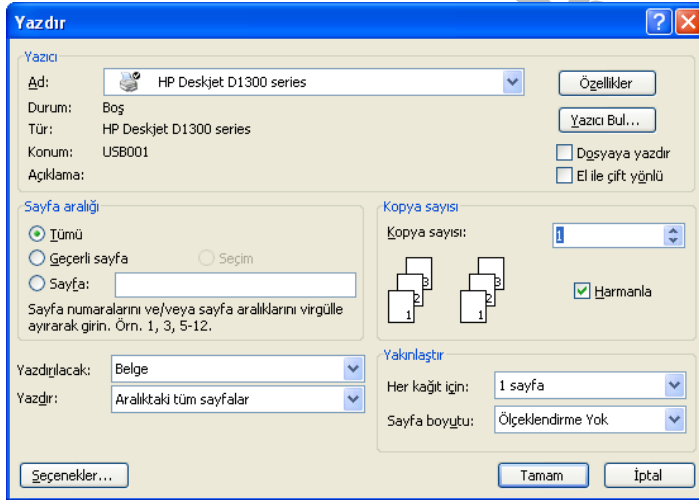 Yazdır
Yazıcı
Ad: HP Deskjet D1300 series
Özellikler
Durum: Boş
Tür: HP Deskjet D1300 series
Yazıcı Bul...
Konum: USB001
Dosyaya yazdır
Açıklama:
El ile çift yönlü
Sayfa aralığı
Tümü
Geçerli sayfa Seçim
Sayfa:
Sayfa numaralarını ve/veya sayfa aralıklarını virgülle
ayırarak girin. Örn. 1, 3, 5-12.
Kopya sayısı
Kopya sayısı: 1
3 3
2 2
1 1
Harmanla
Yazdırılacak: Belge
Yazdır: Aralıktaki tüm sayfalar
Yakınlaştır
Her kağıt için: 1 sayfa
Sayfa boyutu: Ölçeklendirme Yok
Seçenekler...
Tamam
İptal